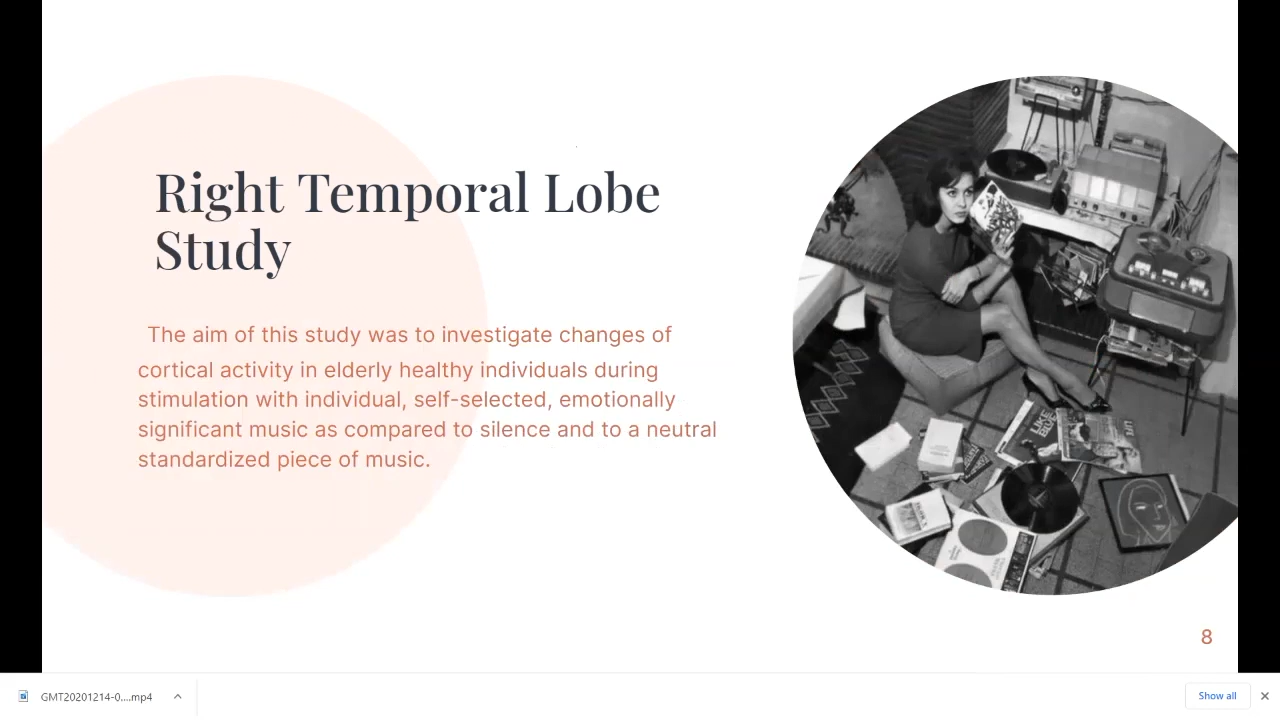 Right Temporal Lobe
Study
The aim of this study was to investigate changes of
cortical activity in elderly healthy individuals during
stimulation with individual, self-selected, emotionally
significant music as compared to silence and to a neutral
standardized piece of music.
LIKE
8
GMT20201214-0....mp4
Show all